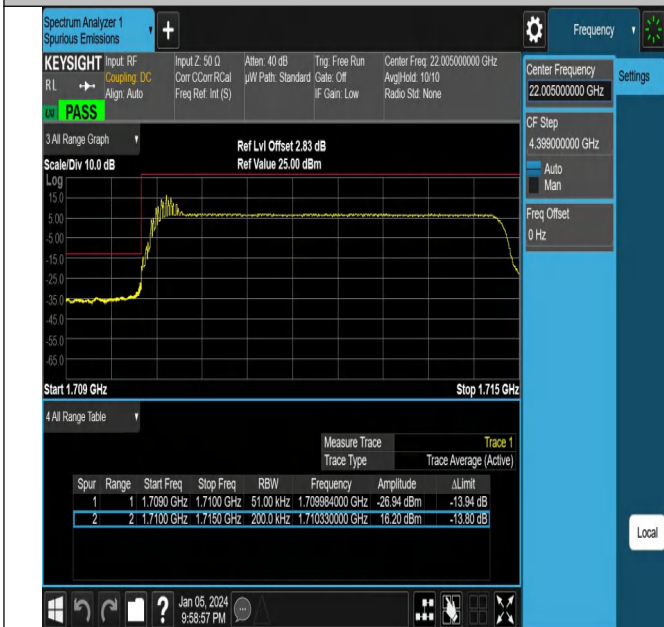 Spectrum Analyzer 1
Spurious Emissions
+
Frequency
KEYSIGHT Input: RF Input Z: 50 Ω Atten: 40 dB Trig: Free Run Center Freq: 22.005000000 GHz
RL Coupling: DC Corr CCorr RCal µW Path: Standard Gate: Off Avg|Hold: 10/10
Align: Auto Freq Ref: Int (S) IF Gain: Low Radio Std: None
PASS
Center Frequency
22.005000000 GHz
Settings
CF Step
4.399000000 GHz
Auto
Man
Freq Offset
0 Hz
3 All Range Graph
Ref Lvl Offset 2.83 dB
Scale/Div 10.0 dB Ref Value 25.00 dBm
Log
15.0
5.00
-5.00
-15.0
-25.0
-35.0
-45.0
-55.0
-65.0
Start 1.709 GHz Stop 1.715 GHz
4 All Range Table
Measure Trace Trace 1
Trace Type Trace Average (Active)
Spur Range Start Freq Stop Freq RBW Frequency Amplitude ΔLimit
1 1 1.7090 GHz 1.7100 GHz 51.00 kHz 1.709984000 GHz -26.94 dBm -13.94 dB
2 2 1.7100 GHz 1.7150 GHz 200.0 kHz 1.710330000 GHz 16.20 dBm -13.80 dB
Local
Jan 05, 2024
9:58:57 PM